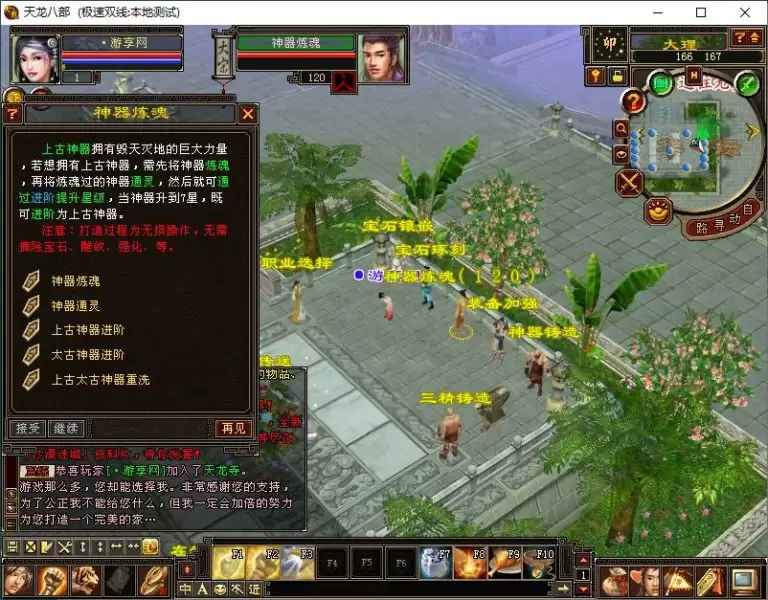 天龙八部 (极速双线:本地测试)
·游享网
1
大宋
神器炼魂
120
卯
大理
166 167
N
自动寻路
神器炼魂
上古神器拥有毁天灭地的巨大力量
，若想拥有上古神器，需先将神器炼魂
，再将炼魂过的神器通灵，然后就可通
过进阶提升星级，当神器升到7星，既
可进阶为上古神器。
注意：打造过程为无损操作，无需
摘除宝石、雕纹、强化、等。
神器炼魂
神器通灵
上古神器进阶
太古神器进阶
上古太古神器重洗
接受
继续
再见
宝石镶嵌
宝石琢刻
职业选择
游
神器炼魂(120)
装备加强
神器铸造
三精铸造
传送
的物品、
恭喜玩家[·游享网]加入了天龙寺。
游戏那么多，您却能选择我。非常感谢您的支持，
为了公正我不能给您什么，但我一定会加倍的努力
为您打造一个完美的家…
F1
F2
F3
F4
F5
F6
F7
F8
F9
F10
1
中
A
近